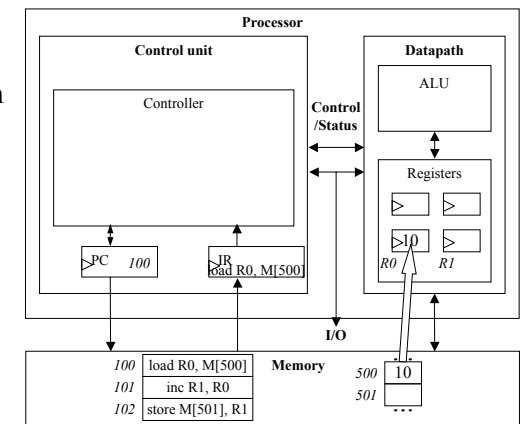 Processor
Control unit
Datapath
Controller
ALU
Control
/Status
Registers
10
R0
R1
PC
100
IR
load R0, M[500]
I/O
Memory
100
load R0, M[500]
101
inc R1, R0
102
store M[501], R1
...
500
10
501
...
n